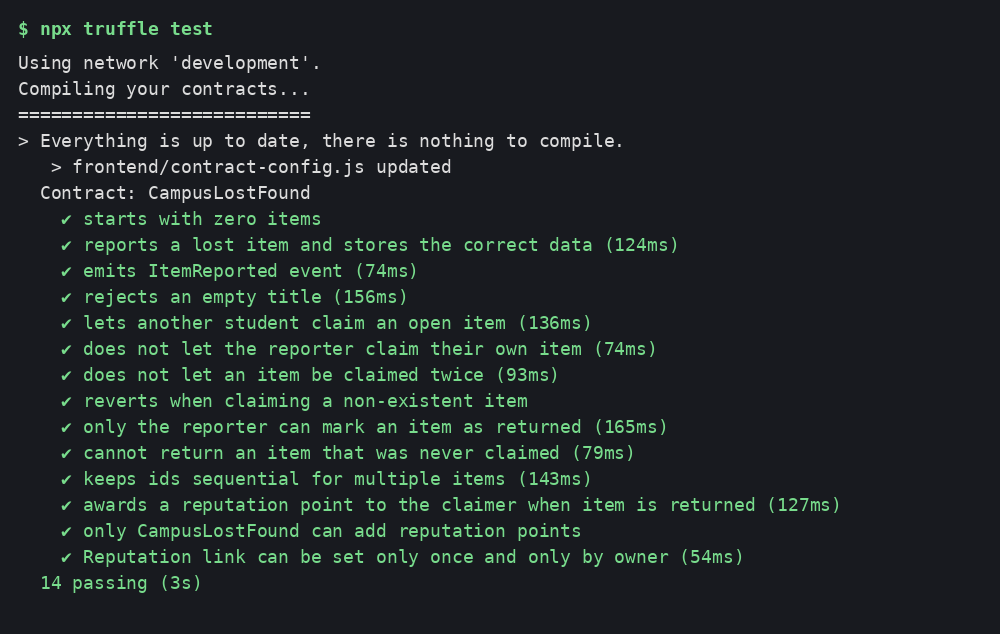 $ npx truffle test
Using network 'development'.
Compiling your contracts...
===========================
> Everything is up to date, there is nothing to compile.
> frontend/contract-config.js updated
Contract: CampusLostFound
✔ starts with zero items
✔ reports a lost item and stores the correct data (124ms)
✔ emits ItemReported event (74ms)
✔ rejects an empty title (156ms)
✔ lets another student claim an open item (136ms)
✔ does not let the reporter claim their own item (74ms)
✔ does not let an item be claimed twice (93ms)
✔ reverts when claiming a non-existent item
✔ only the reporter can mark an item as returned (165ms)
✔ cannot return an item that was never claimed (79ms)
✔ keeps ids sequential for multiple items (143ms)
✔ awards a reputation point to the claimer when item is returned (127ms)
✔ only CampusLostFound can add reputation points
✔ Reputation link can be set only once and only by owner (54ms)
14 passing (3s)